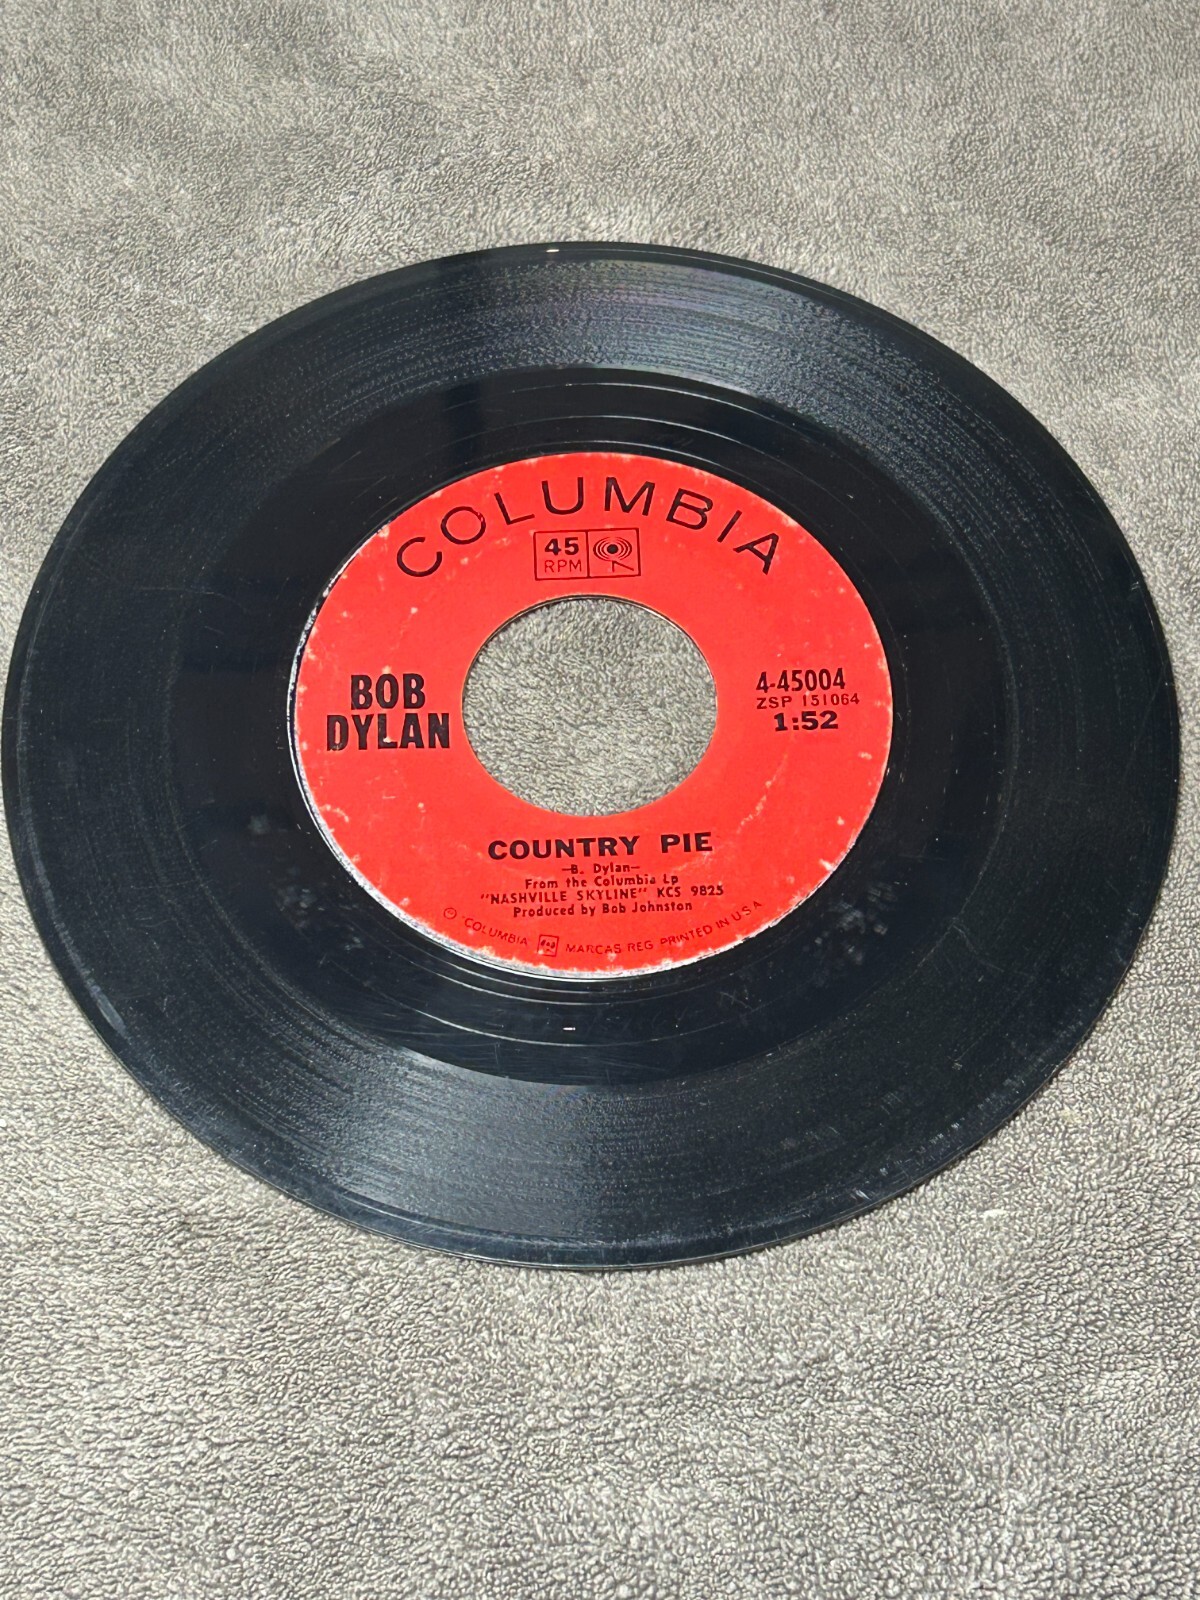 COLUMBIA
45
RPM
BOB
DYLAN
4-45004
ZSP 151064
1:52
COUNTRY PIE
—B. Dylan—
From the Columbia Lp
"NASHVILLE SKYLINE" KCS 9825
Produced by Bob Johnston
℗ "COLUMBIA" MARCAS REG. PRINTED IN U.S.A.